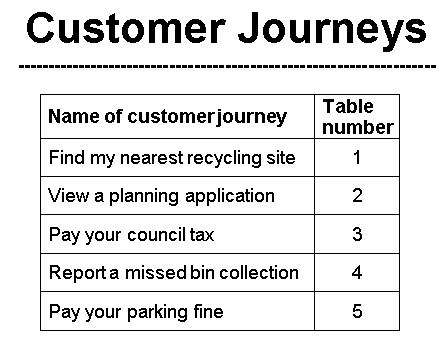 Customer Journeys
Name of customer journey
Table
number
Find my nearest recycling site 1
View a planning application 2
Pay your council tax 3
Report a missed bin collection 4
Pay your parking fine 5